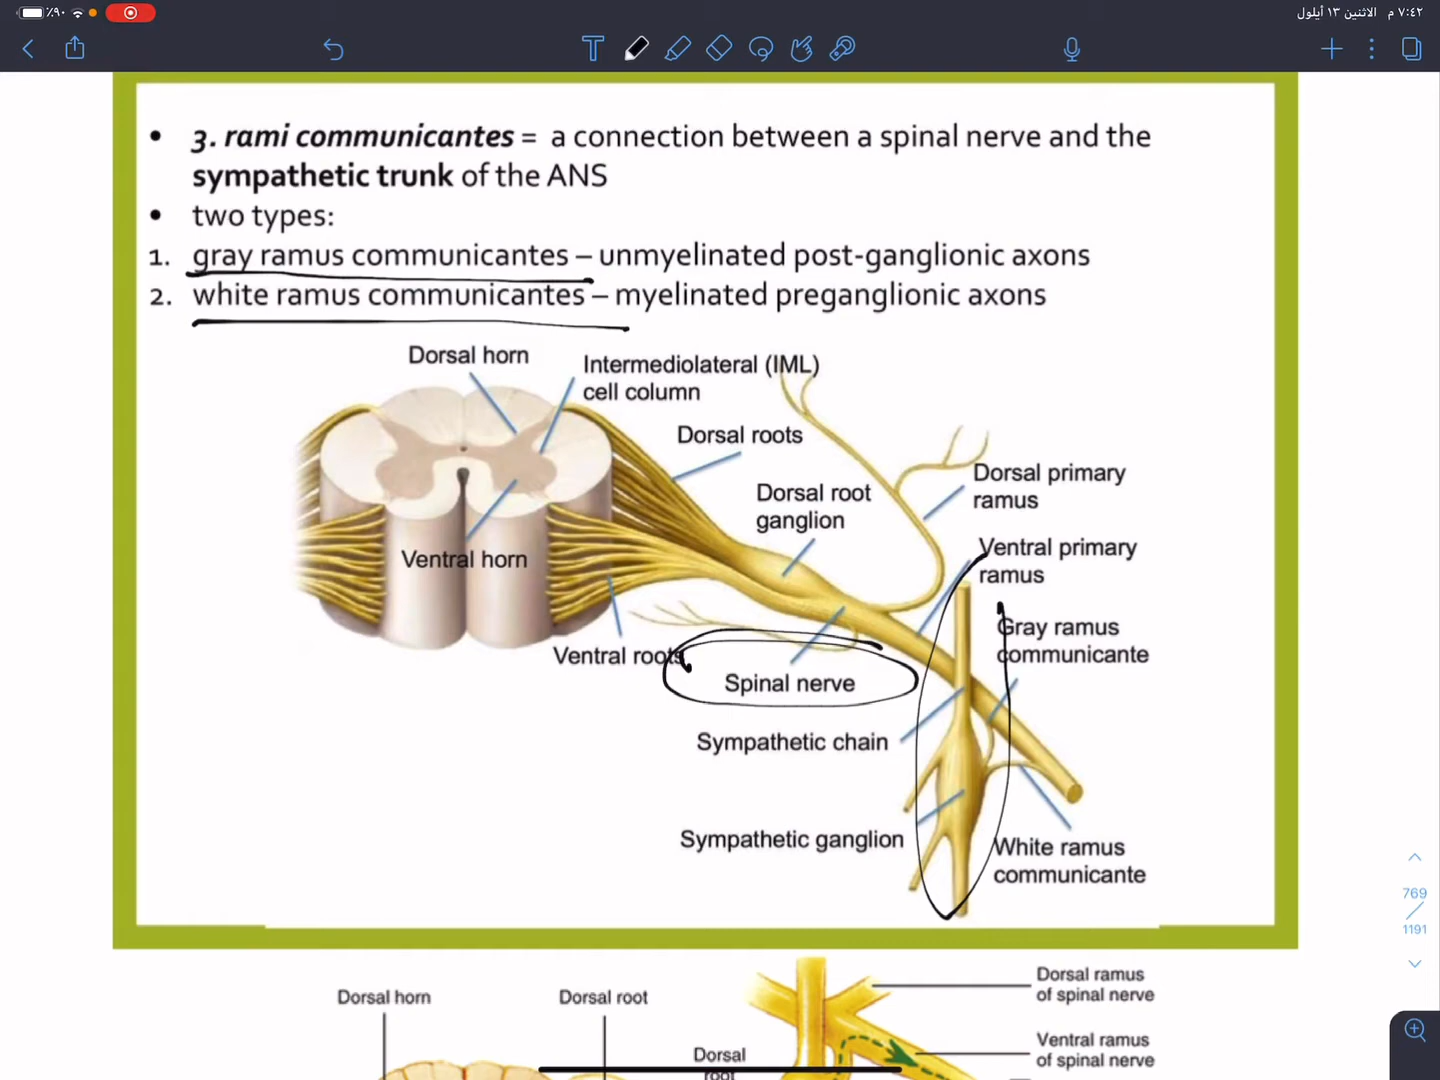 ٪٩٠
٧:٤٢ م الاثنين ١٣ أيلول
• 3. rami communicantes = a connection between a spinal nerve and the
sympathetic trunk of the ANS
• two types:
1. gray ramus communicantes – unmyelinated post-ganglionic axons
2. white ramus communicantes – myelinated preganglionic axons
Dorsal horn
Intermediolateral (IML)
cell column
Dorsal roots
Dorsal root
ganglion
Dorsal primary
ramus
Ventral horn
Ventral primary
ramus
Gray ramus
communicante
Ventral roots
Spinal nerve
Sympathetic chain
Sympathetic ganglion
White ramus
communicante
769
1191
Dorsal horn
Dorsal root
Dorsal ramus
of spinal nerve
Ventral ramus
of spinal nerve
Dorsal
root